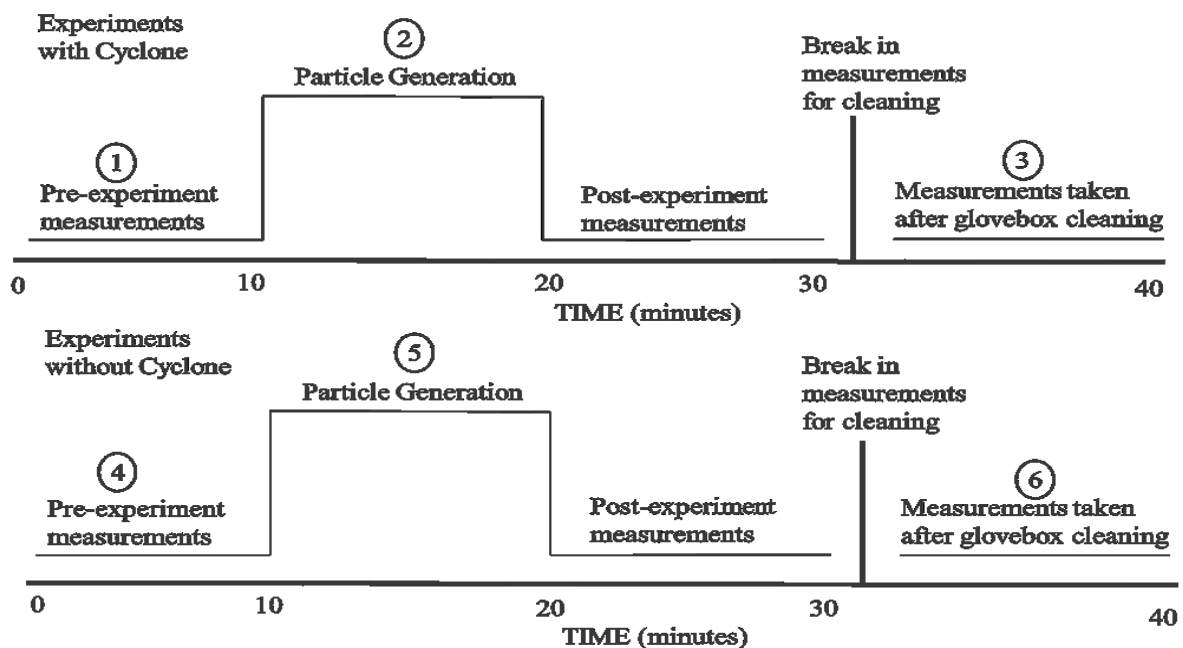 Experiments
with Cyclone
2
Particle Generation
Break in
measurements
for cleaning
1
Pre-experiment
measurements
Post-experiment
measurements
3
Measurements taken
after glovebox cleaning
0
10
20
30
40
TIME (minutes)
Experiments
without Cyclone
5
Particle Generation
Break in
measurements
for cleaning
4
Pre-experiment
measurements
Post-experiment
measurements
6
Measurements taken
after glovebox cleaning
0
10
20
30
40
TIME (minutes)